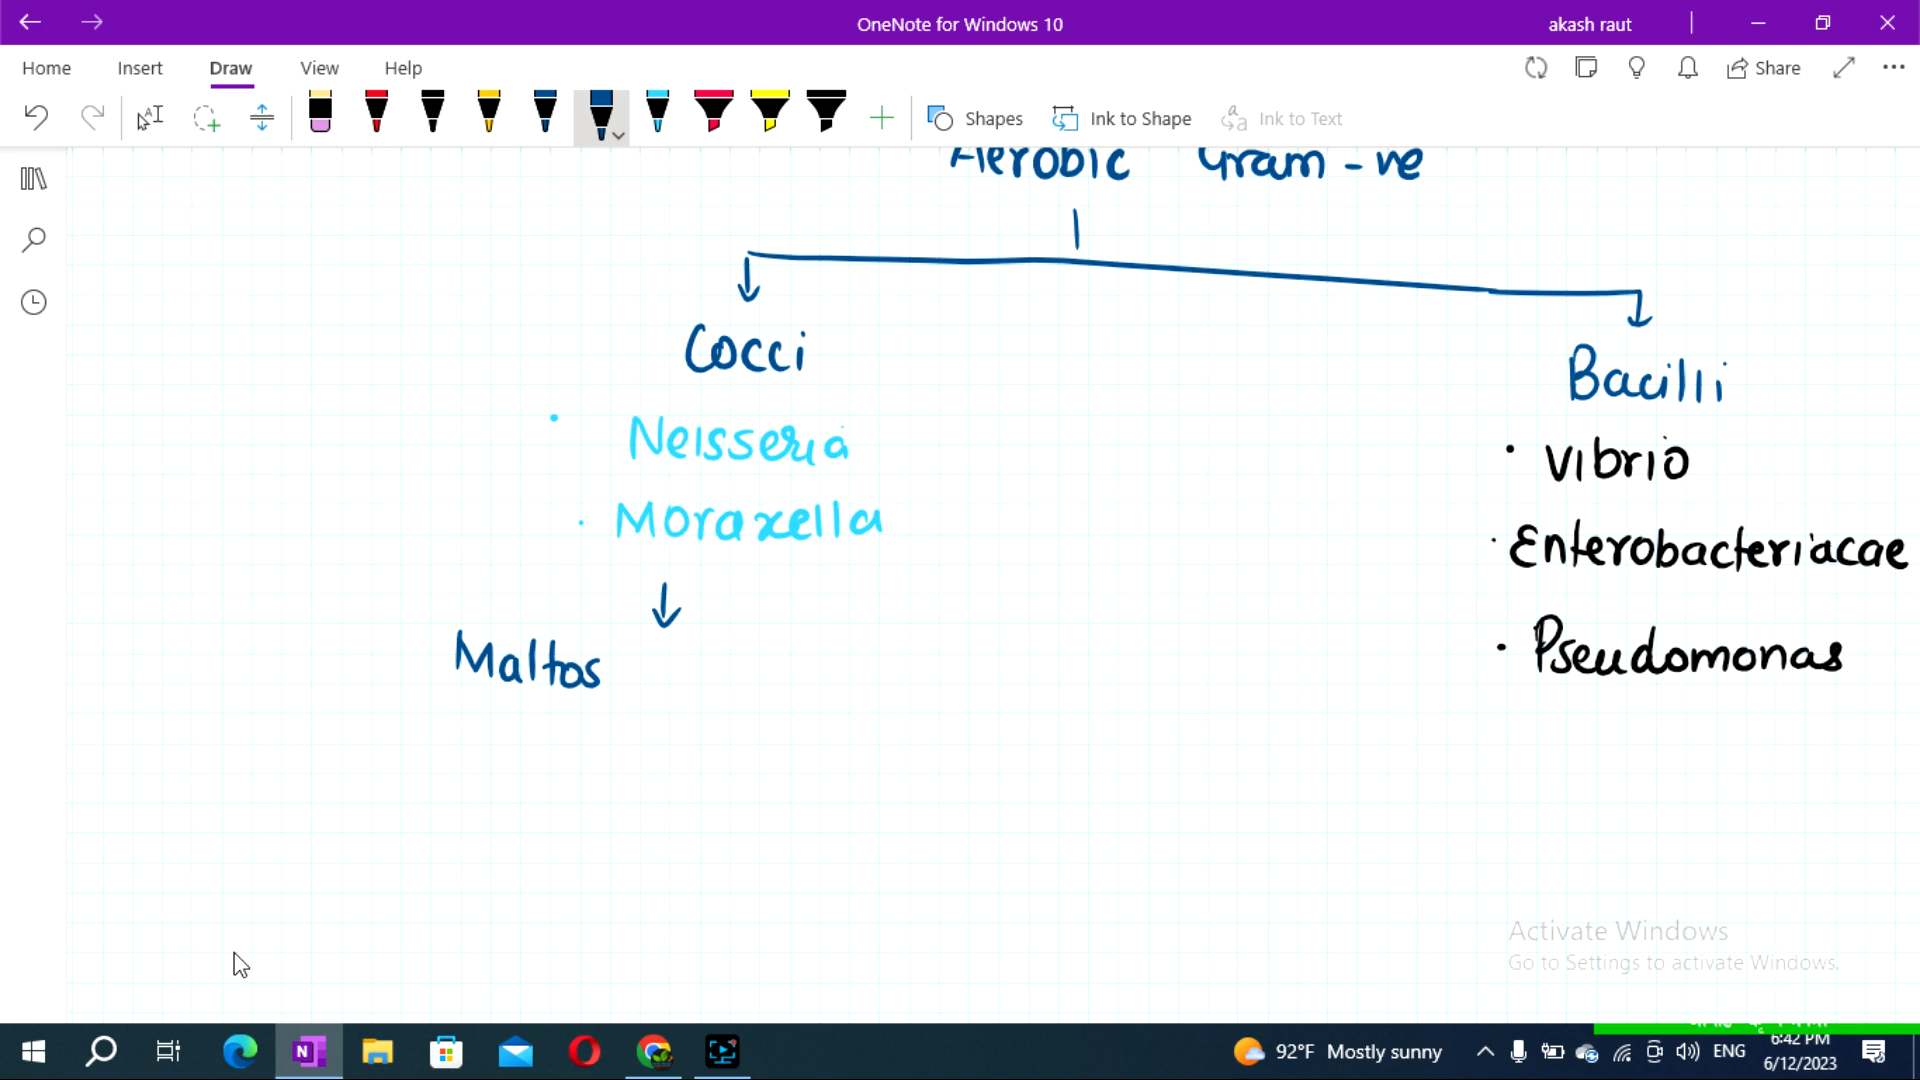 OneNote for Windows 10
akash raut
Home Insert Draw View Help
Share
Shapes Ink to Shape Ink to Text
Aerobic Gram -ve
Cocci
Bacilli
• Neisseria
• Vibrio
• Moraxella
• Enterobacteriacae
Maltos
• Pseudomonas
Activate Windows
Go to Settings to activate Windows.
92°F Mostly sunny
ENG
6:42 PM
6/12/2023